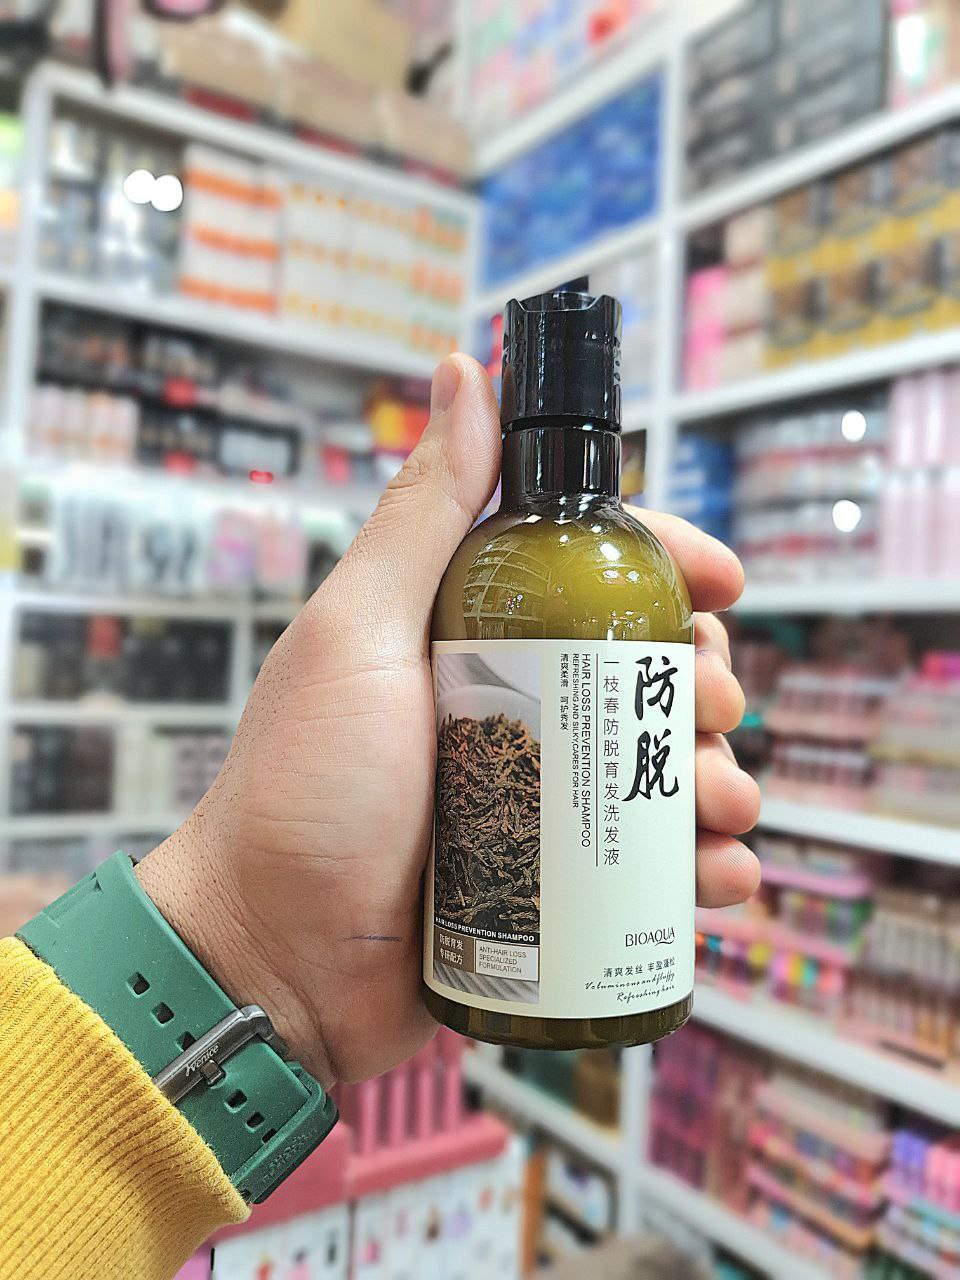 防脱
一枝春防脱育发洗发液
HAIR LOSS PREVENTION SHAMPOO
REFRESHING AND SILKY,CARES FOR HAIR
清爽柔滑 呵护秀发
HAIR LOSS PREVENTION SHAMPOO
防脱育发
专研配方
ANTI-HAIR LOSS
SPECIALIZED
FORMULATION
BIOAQUA
清爽发丝 丰盈蓬松
Voluminous and fluffy
Refreshing hair